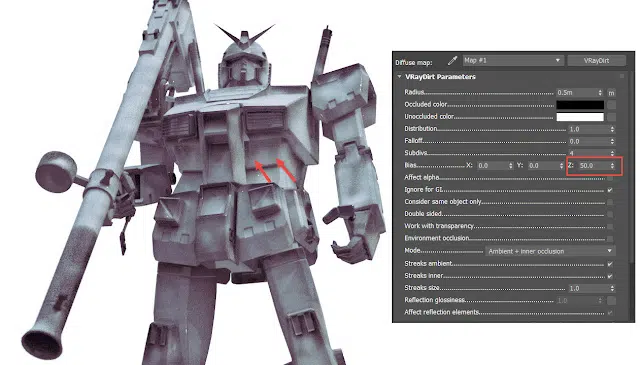 Diffuse map: Map #1 VRayDirt
VRayDirt Parameters
Radius 0.5m m
Occluded color
Unoccluded color
Distribution 1.0
Falloff 0.0
Subdivs 4
Bias X: 0.0 Y: 0.0 Z: 50.0
Affect alpha
Ignore for GI
Consider same object only
Double sided
Work with transparency
Environment occlusion
Mode Ambient + inner occlusion
Streaks ambient
Streaks inner
Streaks size 1.0
Reflection glossiness 1.0
Affect reflection elements